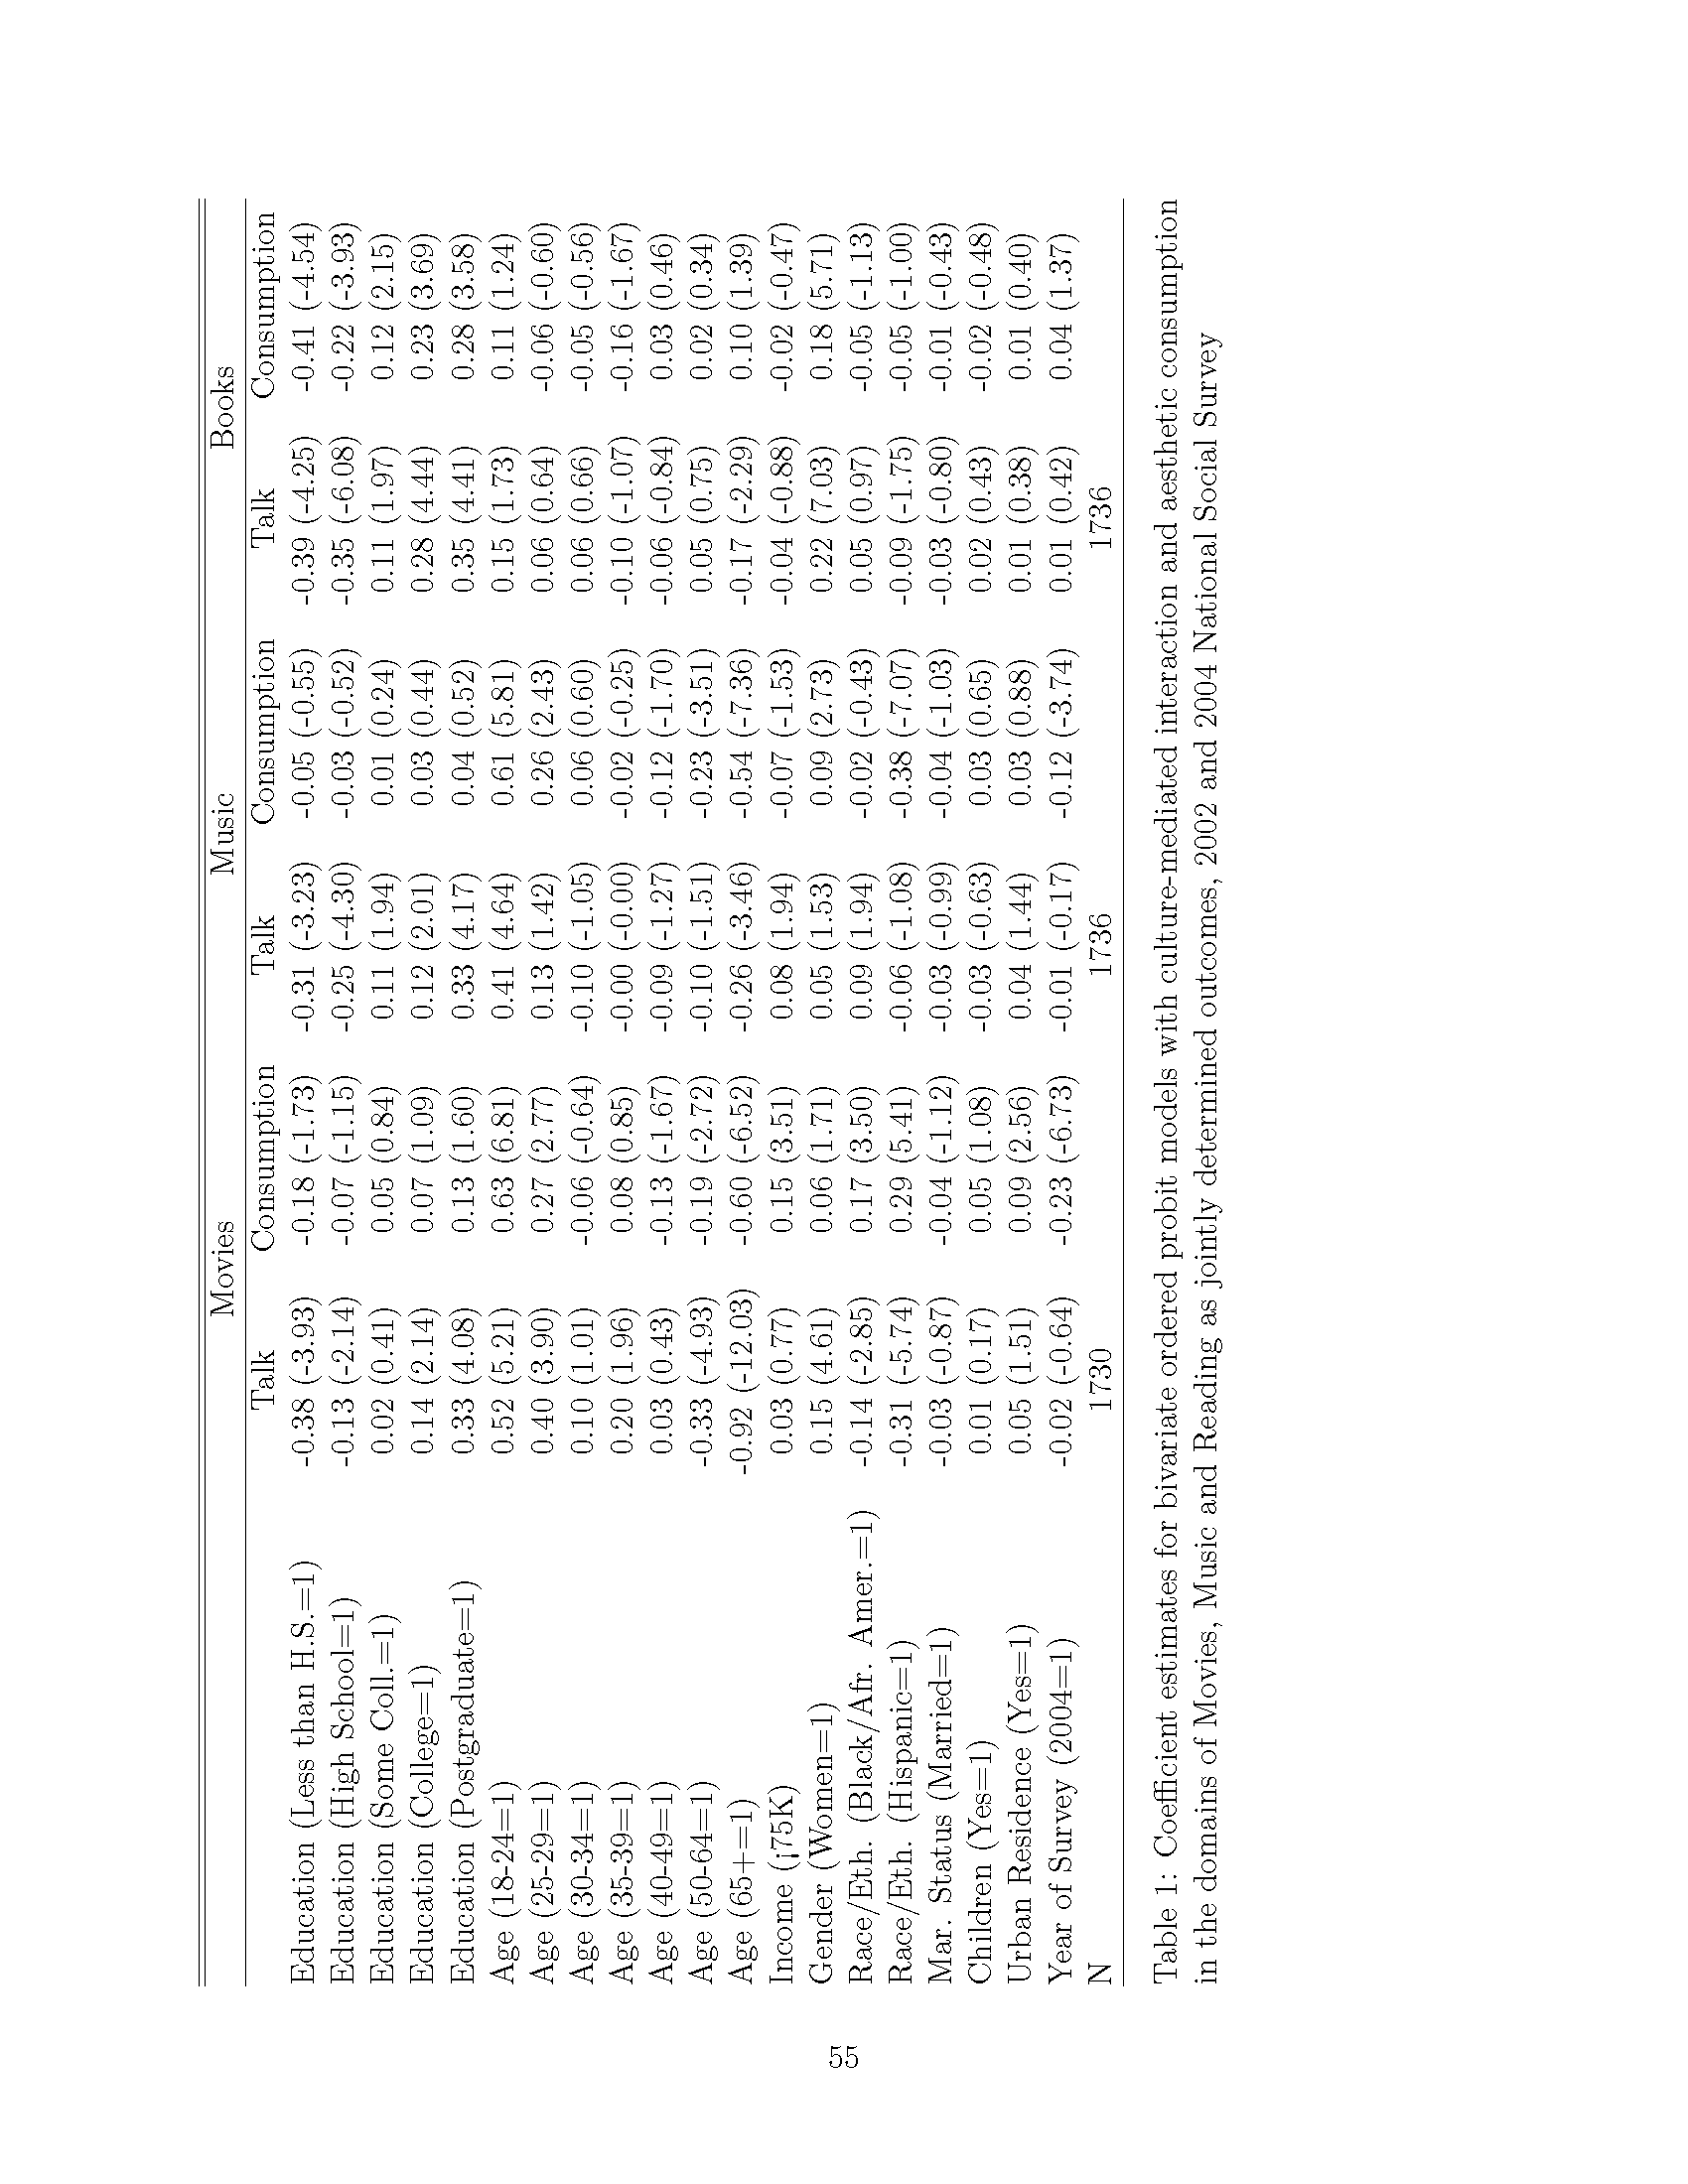 Movies Music Books
Talk Consumption Talk Consumption Talk Consumption
Education (Less than H.S.=1) -0.38 (-3.93) -0.18 (-1.73) -0.31 (-3.23) -0.05 (-0.55) -0.39 (-4.25) -0.41 (-4.54)
Education (High School=1) -0.13 (-2.14) -0.07 (-1.15) -0.25 (-4.30) -0.03 (-0.52) -0.35 (-6.08) -0.22 (-3.93)
Education (Some Coll.=1) 0.02 (0.41) 0.05 (0.84) 0.11 (1.94) 0.01 (0.24) 0.11 (1.97) 0.12 (2.15)
Education (College=1) 0.14 (2.14) 0.07 (1.09) 0.12 (2.01) 0.03 (0.44) 0.28 (4.44) 0.23 (3.69)
Education (Postgraduate=1) 0.33 (4.08) 0.13 (1.60) 0.33 (4.17) 0.04 (0.52) 0.35 (4.41) 0.28 (3.58)
Age (18-24=1) 0.52 (5.21) 0.63 (6.81) 0.41 (4.64) 0.61 (5.81) 0.15 (1.73) 0.11 (1.24)
Age (25-29=1) 0.40 (3.90) 0.27 (2.77) 0.13 (1.42) 0.26 (2.43) 0.06 (0.64) -0.06 (-0.60)
Age (30-34=1) 0.10 (1.01) -0.06 (-0.64) -0.10 (-1.05) 0.06 (0.60) 0.06 (0.66) -0.05 (-0.56)
Age (35-39=1) 0.20 (1.96) 0.08 (0.85) -0.00 (-0.00) -0.02 (-0.25) -0.10 (-1.07) -0.16 (-1.67)
Age (40-49=1) 0.03 (0.43) -0.13 (-1.67) -0.09 (-1.27) -0.12 (-1.70) -0.06 (-0.84) 0.03 (0.46)
Age (50-64=1) -0.33 (-4.93) -0.19 (-2.72) -0.10 (-1.51) -0.23 (-3.51) 0.05 (0.75) 0.02 (0.34)
Age (65+=1) -0.92 (-12.03) -0.60 (-6.52) -0.26 (-3.46) -0.54 (-7.36) -0.17 (-2.29) 0.10 (1.39)
Income (¡75K) 0.03 (0.77) 0.15 (3.51) 0.08 (1.94) -0.07 (-1.53) -0.04 (-0.88) -0.02 (-0.47)
Gender (Women=1) 0.15 (4.61) 0.06 (1.71) 0.05 (1.53) 0.09 (2.73) 0.22 (7.03) 0.18 (5.71)
Race/Eth. (Black/Afr. Amer.=1) -0.14 (-2.85) 0.17 (3.50) 0.09 (1.94) -0.02 (-0.43) 0.05 (0.97) -0.05 (-1.13)
Race/Eth. (Hispanic=1) -0.31 (-5.74) 0.29 (5.41) -0.06 (-1.08) -0.38 (-7.07) -0.09 (-1.75) -0.05 (-1.00)
Mar. Status (Married=1) -0.03 (-0.87) -0.04 (-1.12) -0.03 (-0.99) -0.04 (-1.03) -0.03 (-0.80) -0.01 (-0.43)
Children (Yes=1) 0.01 (0.17) 0.05 (1.08) -0.03 (-0.63) 0.03 (0.65) 0.02 (0.43) -0.02 (-0.48)
Urban Residence (Yes=1) 0.05 (1.51) 0.09 (2.56) 0.04 (1.44) 0.03 (0.88) 0.01 (0.38) 0.01 (0.40)
Year of Survey (2004=1) -0.02 (-0.64) -0.23 (-6.73) -0.01 (-0.17) -0.12 (-3.74) 0.01 (0.42) 0.04 (1.37)
N 1730 1736 1736
Table 1: Coefficient estimates for bivariate ordered probit models with culture-mediated interaction and aesthetic consumption
in the domains of Movies, Music and Reading as jointly determined outcomes, 2002 and 2004 National Social Survey
55